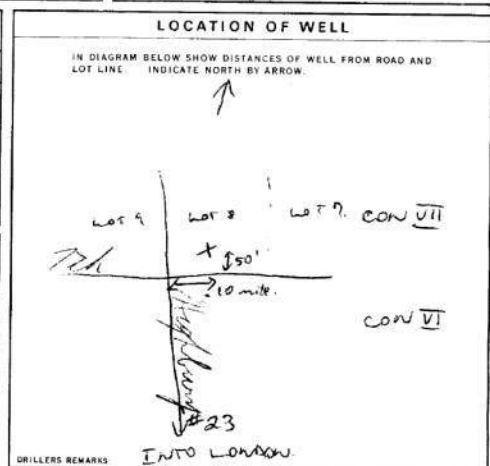 LOCATION OF WELL
IN DIAGRAM BELOW SHOW DISTANCES OF WELL FROM ROAD AND
LOT LINE. INDICATE NORTH BY ARROW.
LOT 9 LOT 8 LOT 7. CON VII
X 50'
.10 mile.
CON VI
Highbury
#23
INTO LONDON.
DRILLERS REMARKS